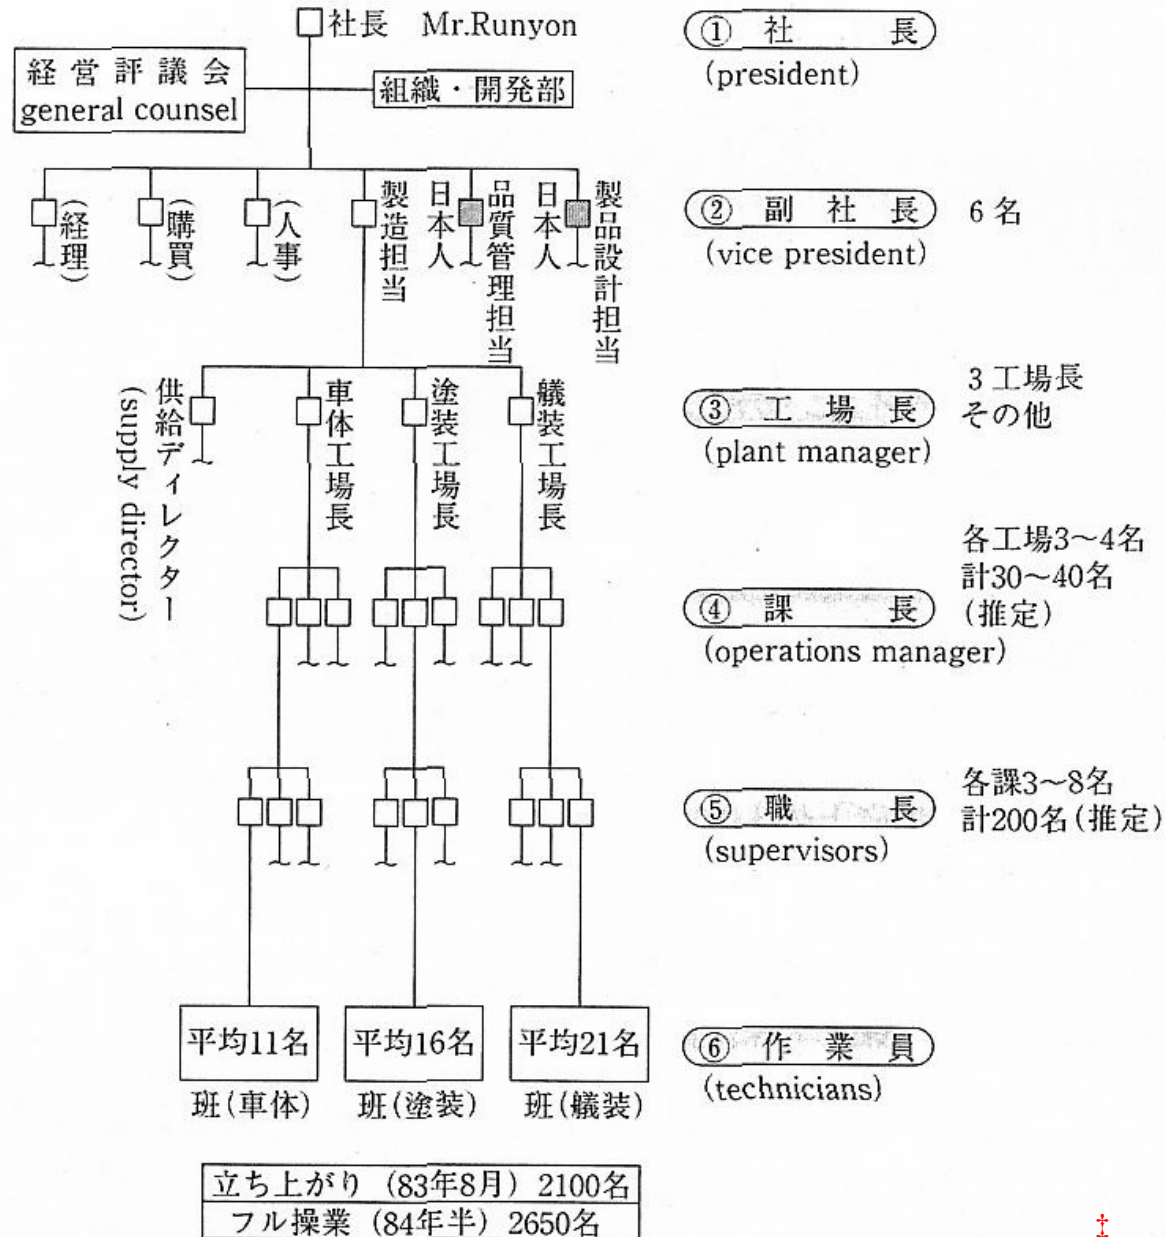 社長 Mr.Runyon
経営評議会
general counsel
組織・開発部
① 社長
(president)
(経理)
(購買)
(人事)
製造担当
日本人
品質管理担当
日本人
製品設計担当
② 副社長
6名
(vice president)
供給ディレクター
(supply director)
車体工場長
塗装工場長
艤装工場長
③ 工場長
(plant manager)
3工場長
その他
④ 課長
(operations manager)
各工場3〜4名
計30〜40名
(推定)
⑤ 職長
(supervisors)
各課3〜8名
計200名(推定)
平均11名
班(車体)
平均16名
班(塗装)
平均21名
班(艤装)
⑥ 作業員
(technicians)
立ち上がり (83年8月) 2100名
フル操業 (84年半) 2650名
‡